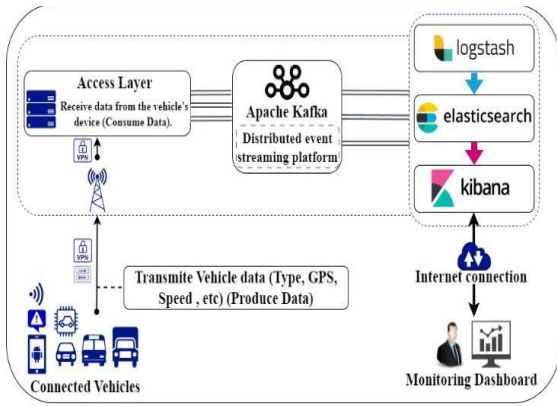 logstash
Access Layer
Receive data from the vehicle's
device (Consume Data).
Apache Kafka
Distributed event
streaming platform
elasticsearch
kibana
VPN
VPN
Transmite Vehicle data (Type, GPS,
Speed , etc) (Produce Data)
Internet connection
Connected Vehicles
Monitoring Dashboard